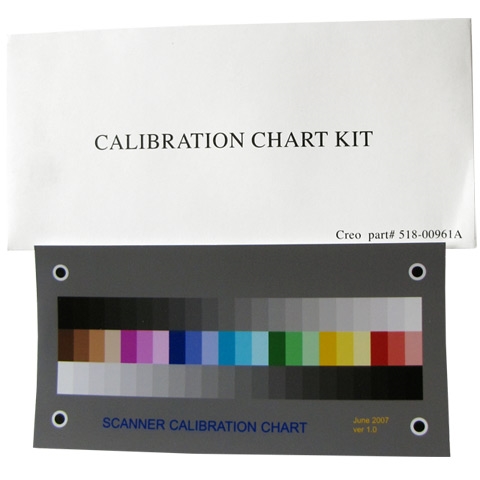 CALIBRATION CHART KIT
Creo part# 518-00961A
SCANNER CALIBRATION CHART
June 2007
ver 1.0